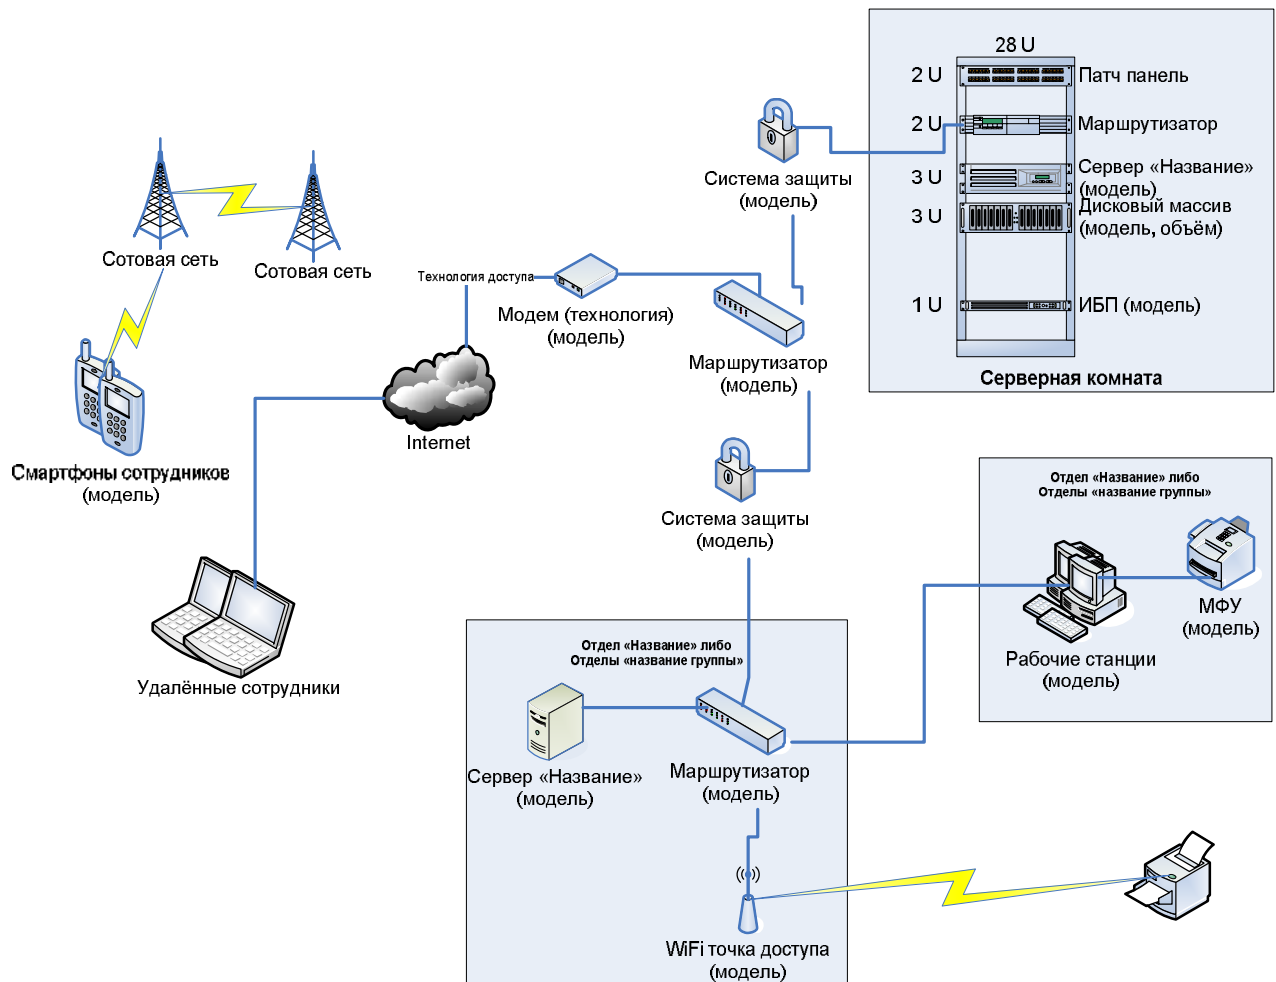 28 U
2 U
Патч панель
2 U
Маршрутизатор
3 U
Сервер «Название»
(модель)
3 U
Дисковый массив
(модель, объём)
1 U
ИБП (модель)
Серверная комната
Система защиты
(модель)
Сотовая сеть
Сотовая сеть
Технология доступа
Модем (технология)
(модель)
Маршрутизатор
(модель)
Internet
Смартфоны сотрудников
(модель)
Система защиты
(модель)
Отдел «Название» либо
Отделы «название группы»
МФУ
(модель)
Рабочие станции
(модель)
Удалённые сотрудники
Отдел «Название» либо
Отделы «название группы»
Сервер «Название»
(модель)
Маршрутизатор
(модель)
WiFi точка доступа
(модель)